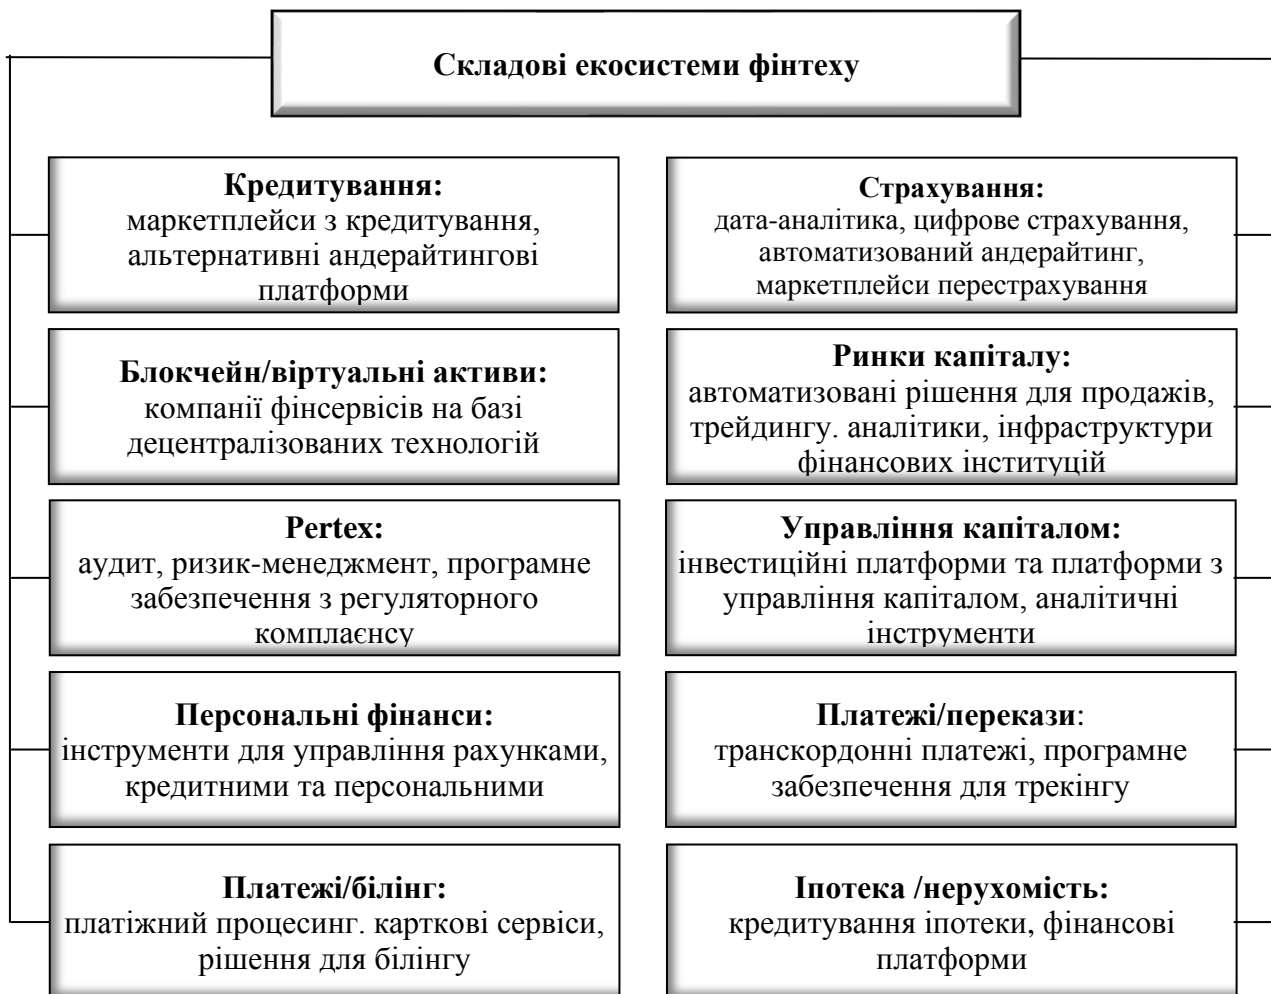 Складові екосистеми фінтеху
Кредитування:
маркетплейси з кредитування,
альтернативні андерайтингові
платформи
Страхування:
дата-аналітика, цифрове страхування,
автоматизований андерайтинг,
маркетплейси перестрахування
Блокчейн/віртуальні активи:
компанії фінсервісів на базі
децентралізованих технологій
Ринки капіталу:
автоматизовані рішення для продажів,
трейдингу. аналітики, інфраструктури
фінансових інституцій
Pertex:
аудит, ризик-менеджмент, програмне
забезпечення з регуляторного
комплаєнсу
Управління капіталом:
інвестиційні платформи та платформи з
управління капіталом, аналітичні
інструменти
Персональні фінанси:
інструменти для управління рахунками,
кредитними та персональними
Платежі/перекази:
транскордонні платежі, програмне
забезпечення для трекінгу
Платежі/білінг:
платіжний процесинг. карткові сервіси,
рішення для білінгу
Іпотека /нерухомість:
кредитування іпотеки, фінансові
платформи